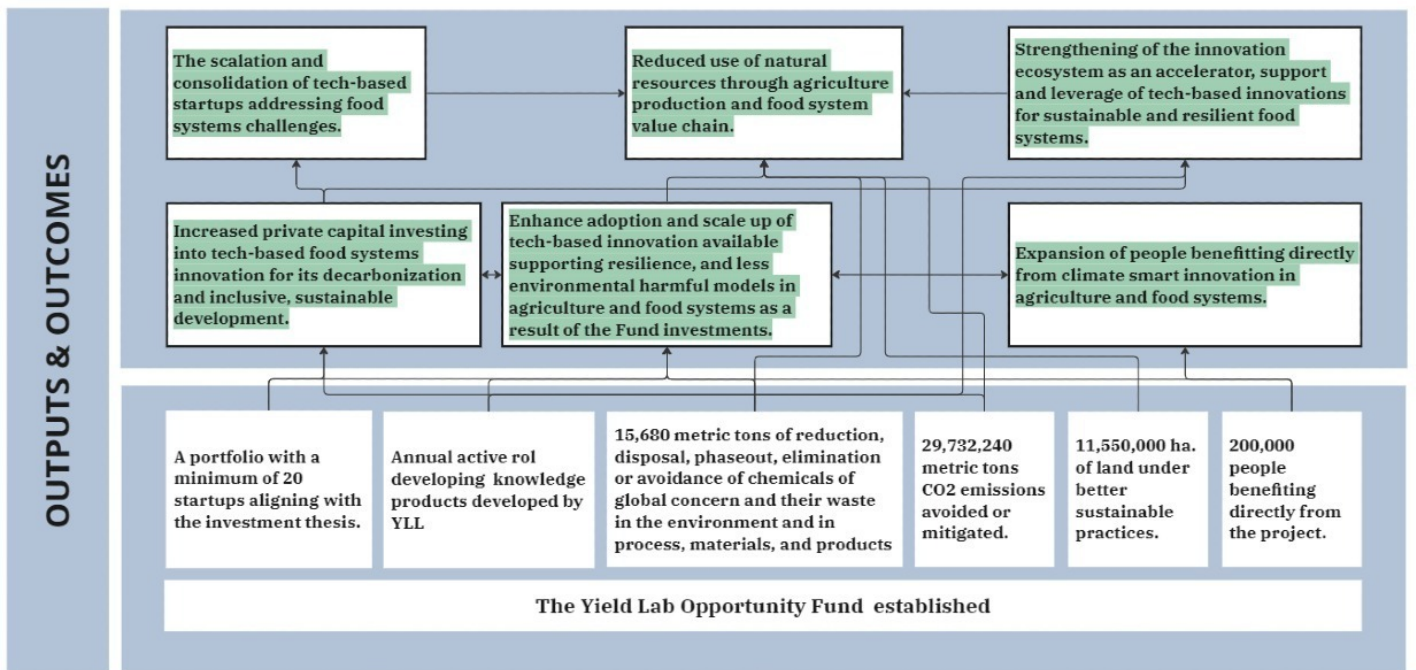 OUTPUTS & OUTCOMES
The scalation and
consolidation of tech-based
startups addressing food
systems challenges.
Reduced use of natural
resources through agriculture
production and food system
value chain.
Strengthening of the innovation
ecosystem as an accelerator, support
and leverage of tech-based innovations
for sustainable and resilient food
systems.
Increased private capital investing
into tech-based food systems
innovation for its decarbonization
and inclusive, sustainable
development.
Enhance adoption and scale up of
tech-based innovation available
supporting resilience, and less
environmental harmful models in
agriculture and food systems as a
result of the Fund investments.
Expansion of people benefitting directly
from climate smart innovation in
agriculture and food systems.
A portfolio with a
minimum of 20
startups aligning with
the investment thesis.
Annual active rol
developing knowledge
products developed by
YLL
15,680 metric tons of reduction,
disposal, phaseout, elimination
or avoidance of chemicals of
global concern and their waste
in the environment and in
process, materials, and products
29,732,240
metric tons
CO2 emissions
avoided or
mitigated.
11,550,000 ha.
of land under
better
sustainable
practices.
200,000
people
benefiting
directly from
the project.
The Yield Lab Opportunity Fund established